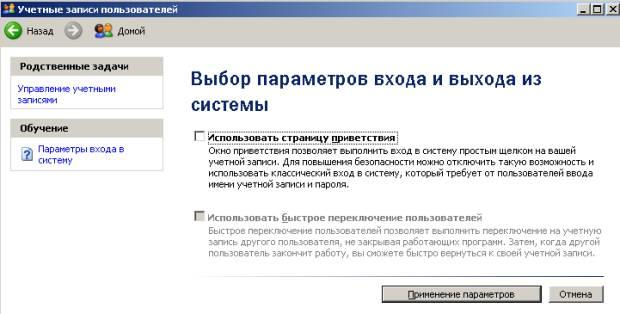 Учетные записи пользователей
Назад
Домой
Родственные задачи
Управление учетными
записями
Обучение
Параметры входа в
систему
Выбор параметров входа и выхода из
системы
Использовать страницу приветствия
Окно приветствия позволяет выполнить вход в систему простым щелком на вашей
учетной записи. Для повышения безопасности можно отключить такую возможность и
использовать классический вход в систему, который требует от пользователей ввода
имени учетной записи и пароля.
Использовать быстрое переключение пользователей
Быстрое переключение пользователей позволяет выполнить переключение на учетную
запись другого пользователя, не закрывая работающих програмн. Затем, когда другой
пользователь закончит работу, вы сможете быстро вернуться к своей учетной записи.
Применение параметров
Отмена